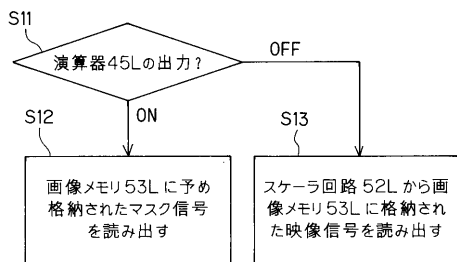 S11
演算器45Lの出力?
OFF
ON
S12
S13
画像メモリ53Lに予め
格納されたマスク信号
を読み出す
スケーラ回路52Lから画
像メモリ53Lに格納され
た映像信号を読み出す